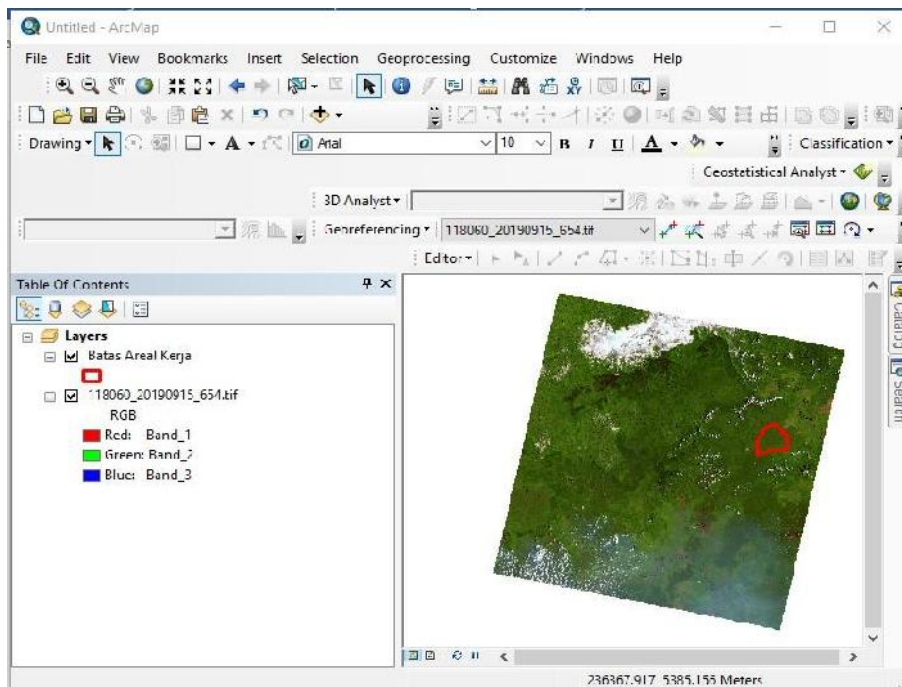 Untitled - ArcMap
File Edit View Bookmarks Insert Selection Geoprocessing Customize Windows Help
Drawing Arial 10 B I U A Classification
Geostatistical Analyst
3D Analyst
Georeferencing 118060_20190915_654.tif
Editor
Table Of Contents
Catalog
Search
Layers
Batas Areal Kerja
118060_20190915_654.tif
RGB
Red: Band_1
Green: Band_2
Blue: Band_3
236367.917 5385.155 Meters